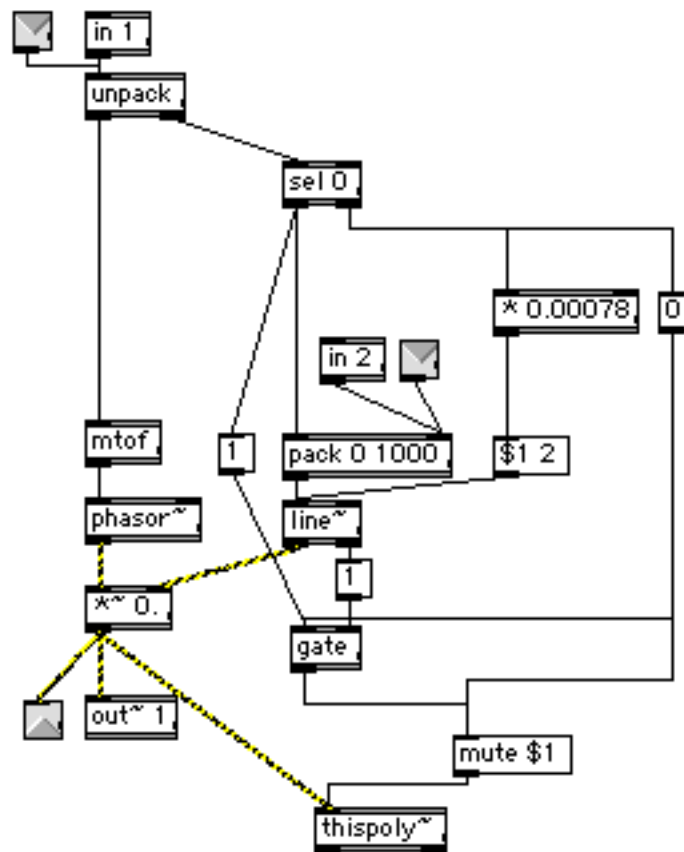 in 1
unpack
sel 0
* 0.00078
0
in 2
mtof
1
pack 0 1000
$1 2
phasor~
line~
1
*~ 0.
gate
out~ 1
mute $1
thispoly~